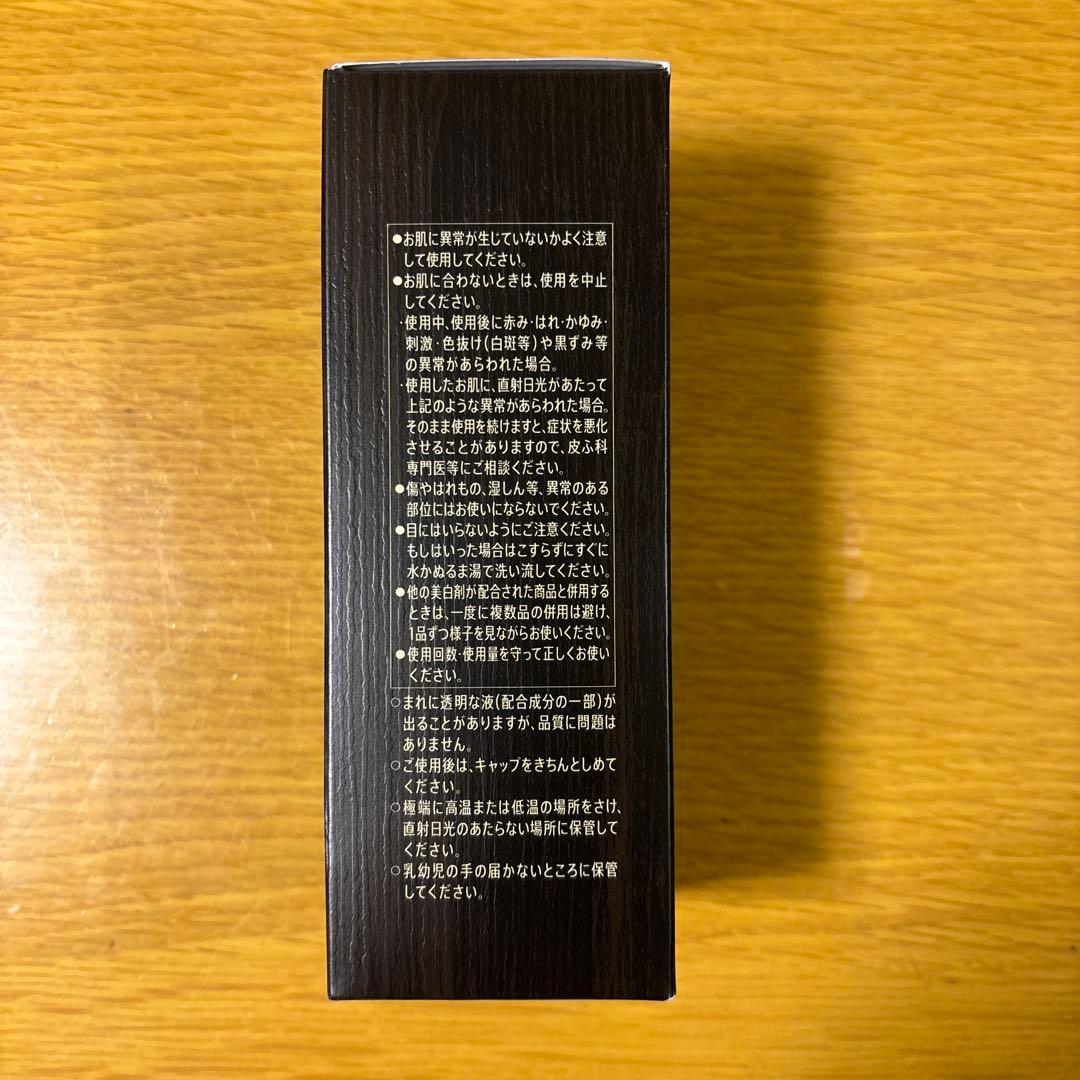 ●お肌に異常が生じていないかよく注意
して使用してください。
●お肌に合わないときは、使用を中止
してください。
・使用中、使用後に赤み・はれ・かゆみ・
刺激・色抜け(白斑等)や黒ずみ等
の異常があらわれた場合。
・使用したお肌に、直射日光があたって
上記のような異常があらわれた場合。
そのまま使用を続けますと、症状を悪化
させることがありますので、皮ふ科
専門医等にご相談ください。
●傷やはれもの、湿しん等、異常のある
部位にはお使いにならないでください。
●目にはいらないようにご注意ください。
もしはいった場合はこすらずにすぐに
水かぬるま湯で洗い流してください。
●他の美白剤が配合された商品と併用する
ときは、一度に複数品の併用は避け、
1品ずつ様子を見ながらお使いください。
●使用回数・使用量を守って正しくお使い
ください。
○まれに透明な液(配合成分の一部)が
出ることがありますが、品質に問題は
ありません。
○ご使用後は、キャップをきちんとしめて
ください。
○極端に高温または低温の場所をさけ、
直射日光のあたらない場所に保管して
ください。
○乳幼児の手の届かないところに保管
してください。